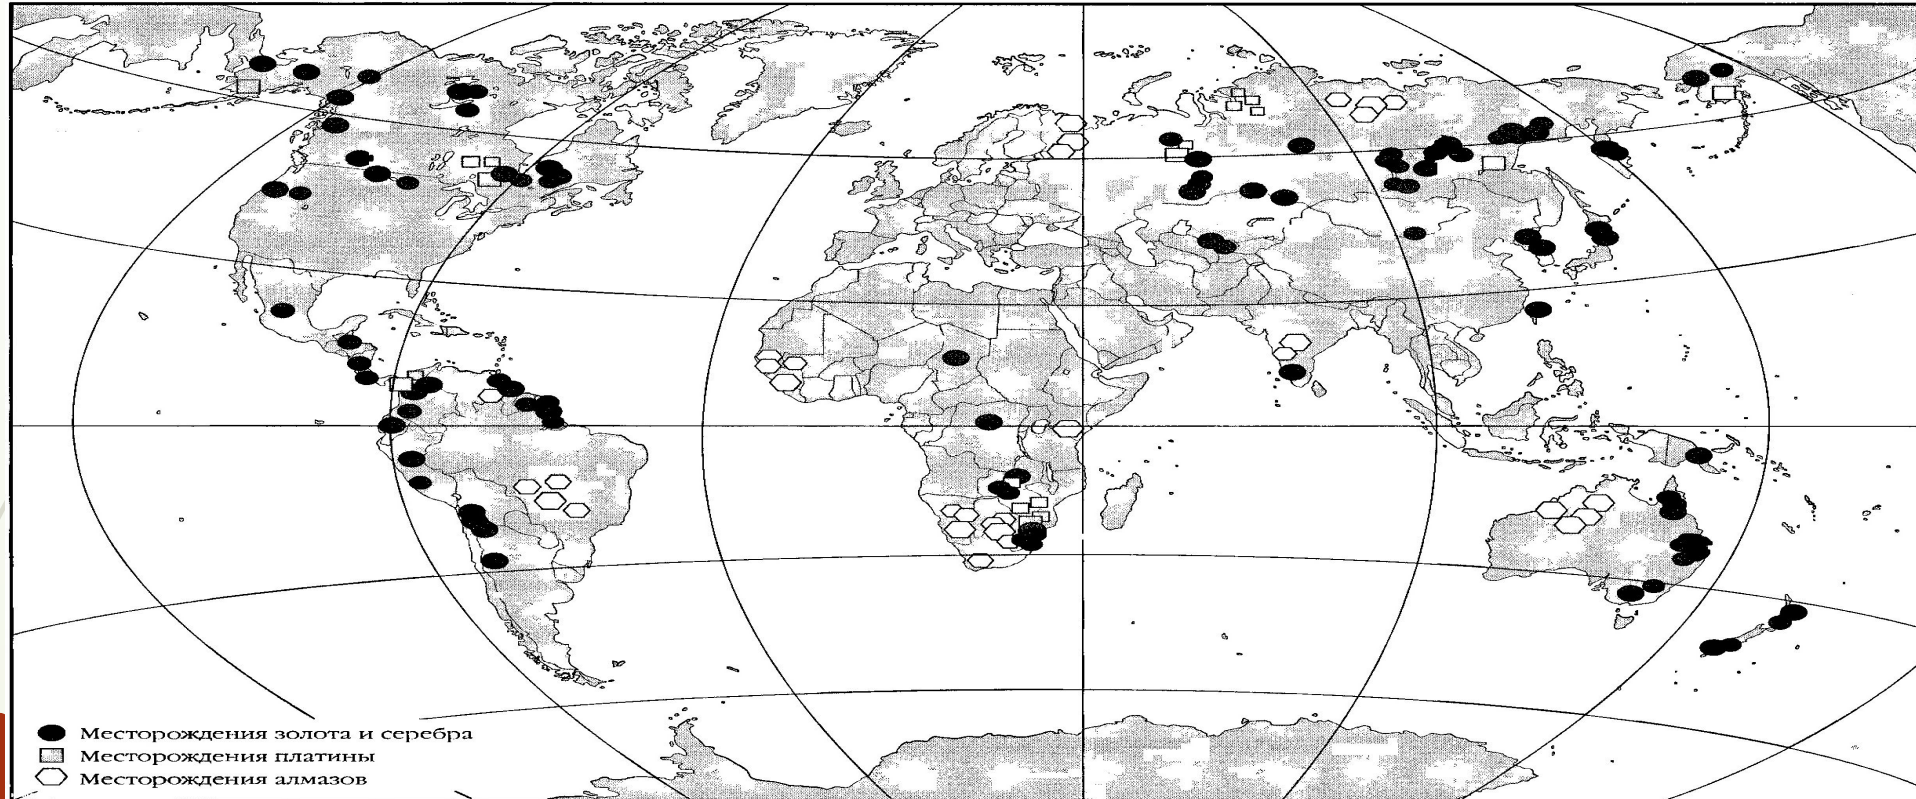 Месторождения золота и серебра
Месторождения платины
Месторождения алмазов